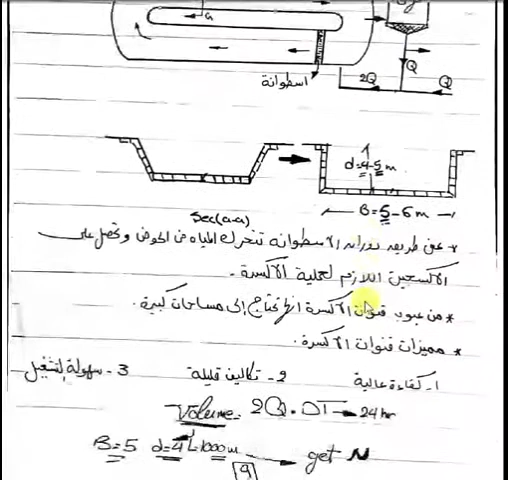 a
Q
2Q
Q
اسطوانة
d=4-5 m
B=5-6m
Sec(a-a)
* عن طريق دوران الاسطوانة تتحرك المياه من الحوض وتحصل على
الاكسجين اللازم لعملية الاكسدة.
* من عيوب قنوات الاكسدة انها تحتاج إلى مساحات كبيرة.
* مميزات قنوات الاكسدة.
1- كفاءة عالية 2- تكاليف قليلة 3- سهولة التشغيل
Volume = 2Q . DT → 24 hr
B=5 d=4 L=1000m → get N
9